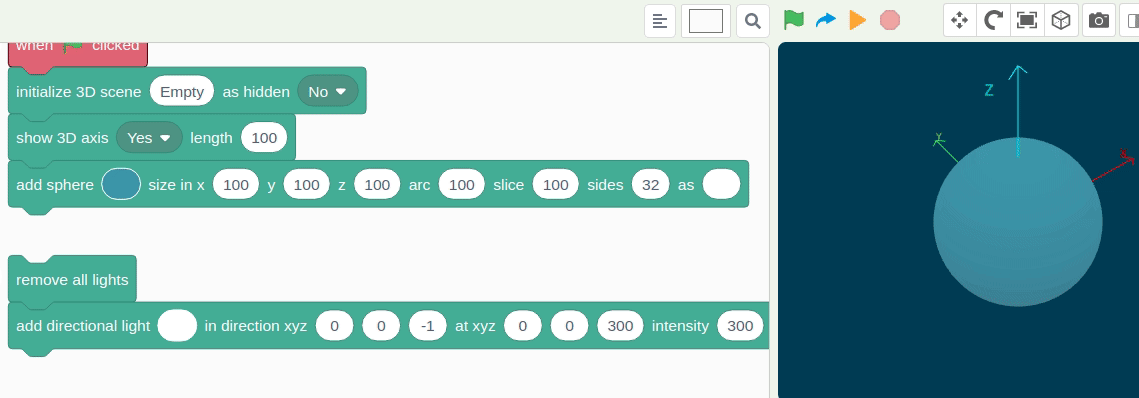 when clicked
initialize 3D scene Empty as hidden No
show 3D axis Yes length 100
add sphere size in x 100 y 100 z 100 arc 100 slice 100 sides 32 as
remove all lights
add directional light in direction xyz 0 0 -1 at xyz 0 0 300 intensity 300
Z
Y